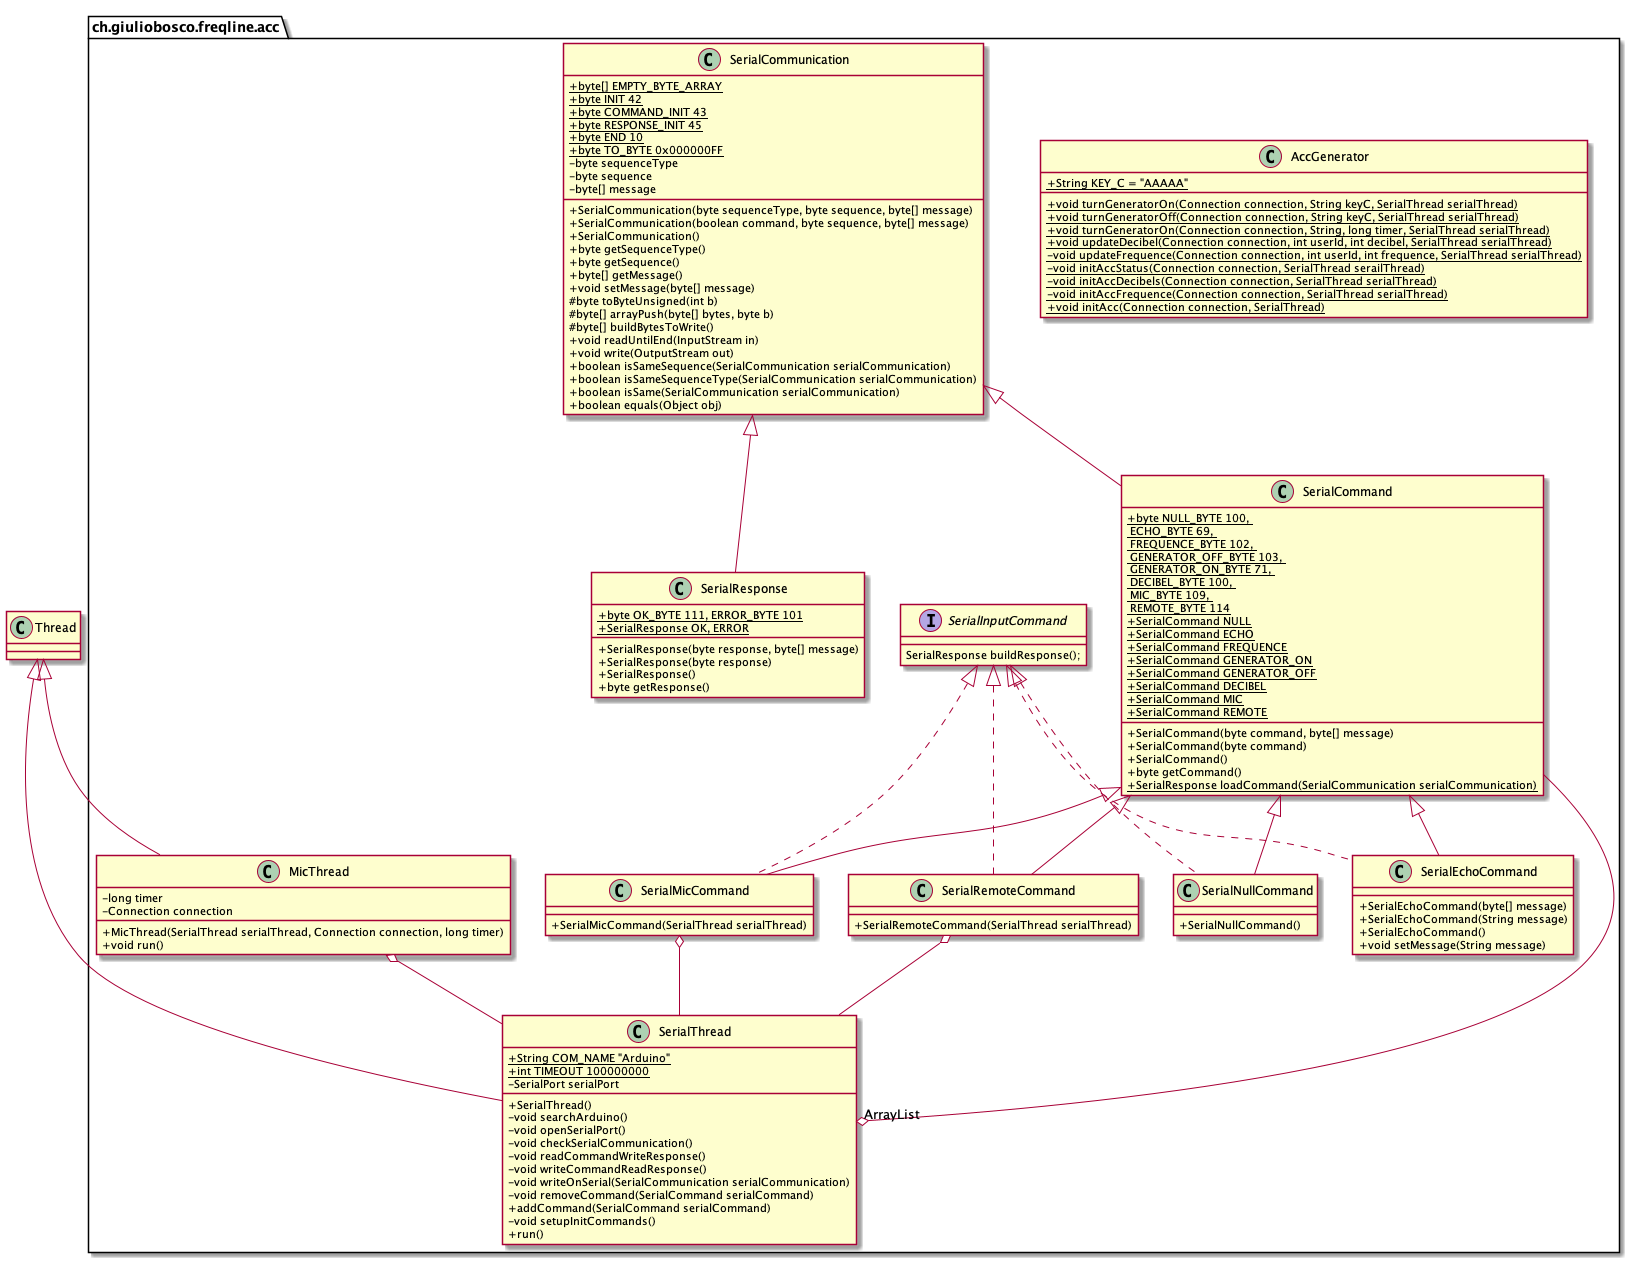 ch.giuliobosco.freqline.acc
C SerialCommunication
+byte[] EMPTY_BYTE_ARRAY
+byte INIT 42
+byte COMMAND_INIT 43
+byte RESPONSE_INIT 45
+byte END 10
+byte TO_BYTE 0x000000FF
-byte sequenceType
-byte sequence
-byte[] message
+SerialCommunication(byte sequenceType, byte sequence, byte[] message)
+SerialCommunication(boolean command, byte sequence, byte[] message)
+SerialCommunication()
+byte getSequenceType()
+byte getSequence()
+byte[] getMessage()
+void setMessage(byte[] message)
#byte toByteUnsigned(int b)
#byte[] arrayPush(byte[] bytes, byte b)
#byte[] buildBytesToWrite()
+void readUntilEnd(InputStream in)
+void write(OutputStream out)
+boolean isSameSequence(SerialCommunication serialCommunication)
+boolean isSameSequenceType(SerialCommunication serialCommunication)
+boolean isSame(SerialCommunication serialCommunication)
+boolean equals(Object obj)
C AccGenerator
+String KEY_C = "AAAAA"
+void turnGeneratorOn(Connection connection, String keyC, SerialThread serialThread)
+void turnGeneratorOff(Connection connection, String keyC, SerialThread serialThread)
+void turnGeneratorOn(Connection connection, String, long timer, SerialThread serialThread)
+void updateDecibel(Connection connection, int userId, int decibel, SerialThread serialThread)
-void updateFrequence(Connection connection, int userId, int frequence, SerialThread serialThread)
-void initAccStatus(Connection connection, SerialThread serailThread)
-void initAccDecibels(Connection connection, SerialThread serialThread)
-void initAccFrequence(Connection connection, SerialThread serialThread)
+void initAcc(Connection connection, SerialThread)
C SerialCommand
+byte NULL_BYTE 100,
ECHO_BYTE 69,
FREQUENCE_BYTE 102,
GENERATOR_OFF_BYTE 103,
GENERATOR_ON_BYTE 71,
DECIBEL_BYTE 100,
MIC_BYTE 109,
REMOTE_BYTE 114
+SerialCommand NULL
+SerialCommand ECHO
+SerialCommand FREQUENCE
+SerialCommand GENERATOR_ON
+SerialCommand GENERATOR_OFF
+SerialCommand DECIBEL
+SerialCommand MIC
+SerialCommand REMOTE
+SerialCommand(byte command, byte[] message)
+SerialCommand(byte command)
+SerialCommand()
+byte getCommand()
+SerialResponse loadCommand(SerialCommunication serialCommunication)
C SerialResponse
+byte OK_BYTE 111, ERROR_BYTE 101
+SerialResponse OK, ERROR
+SerialResponse(byte response, byte[] message)
+SerialResponse(byte response)
+SerialResponse()
+byte getResponse()
I SerialInputCommand
SerialResponse buildResponse();
C Thread
C MicThread
-long timer
-Connection connection
+MicThread(SerialThread serialThread, Connection connection, long timer)
+void run()
C SerialMicCommand
+SerialMicCommand(SerialThread serialThread)
C SerialRemoteCommand
+SerialRemoteCommand(SerialThread serialThread)
C SerialNullCommand
+SerialNullCommand()
C SerialEchoCommand
+SerialEchoCommand(byte[] message)
+SerialEchoCommand(String message)
+SerialEchoCommand()
+void setMessage(String message)
C SerialThread
+String COM_NAME "Arduino"
+int TIMEOUT 100000000
-SerialPort serialPort
+SerialThread()
-void searchArduino()
-void openSerialPort()
-void checkSerialCommunication()
-void readCommandWriteResponse()
-void writeCommandReadResponse()
-void writeOnSerial(SerialCommunication serialCommunication)
-void removeCommand(SerialCommand serialCommand)
+addCommand(SerialCommand serialCommand)
-void setupInitCommands()
+run()
ArrayList